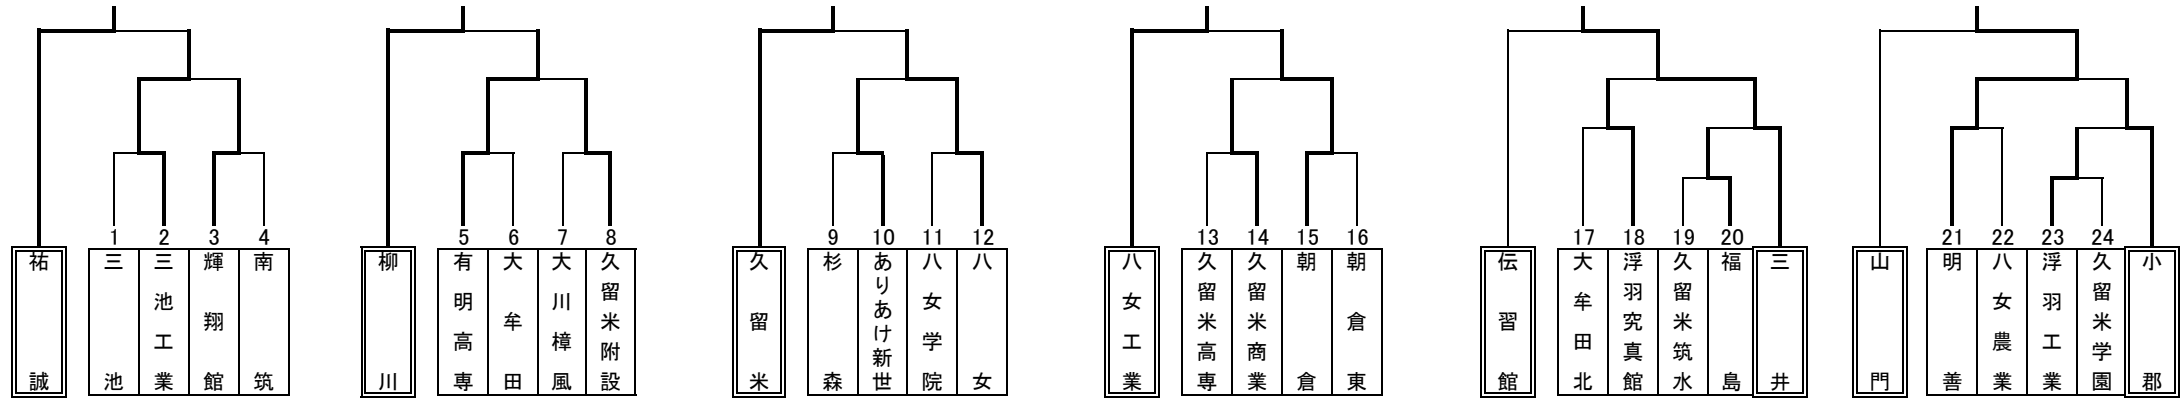 1 2 3 4
祐誠
三池
三池工業
輝翔館
南筑
5 6 7 8
柳川
有明高専
大牟田
大川樟風
久留米附設
9 10 11 12
久留米
杉森
ありあけ新世
八女学院
八女
13 14 15 16
八女工業
久留米高専
久留米商業
朝倉
朝倉東
17 18 19 20
伝習館
大牟田北
浮羽究真館
久留米筑水
福島
三井
21 22 23 24
山門
明善
八女農業
浮羽工業
久留米学園
小郡